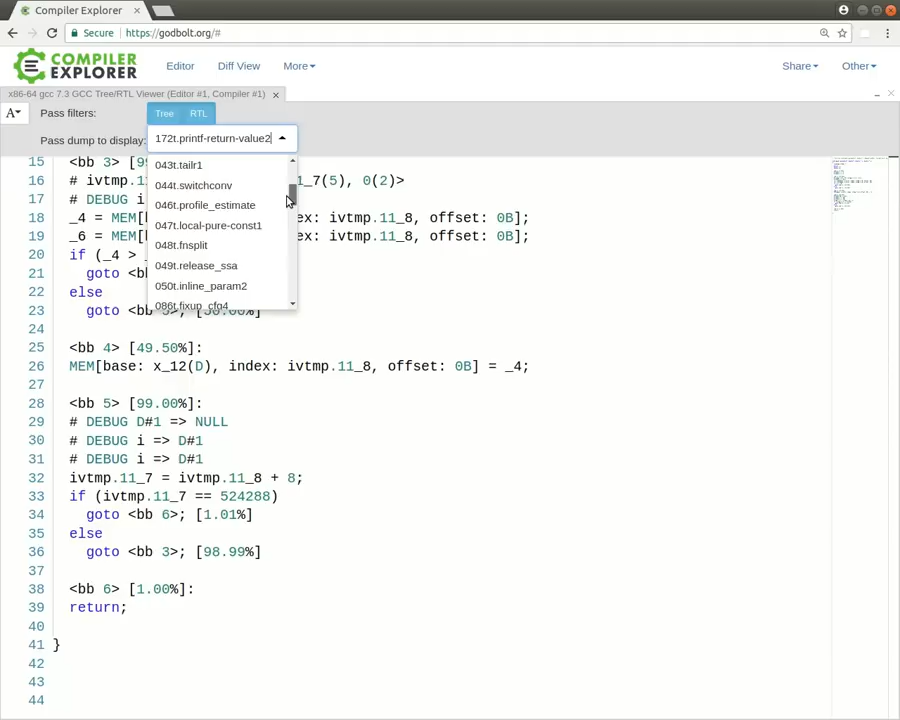 Compiler Explorer
Secure https://godbolt.org/#
COMPILER
EXPLORER
Editor
Diff View
More
Share
Other
x86-64 gcc 7.3 GCC Tree/RTL Viewer (Editor #1, Compiler #1)
A
Pass filters:
Tree
RTL
Pass dump to display:
172t.printf-return-value2
043t.tailr1
044t.switchconv
046t.profile_estimate
047t.local-pure-const1
048t.fnsplit
049t.release_ssa
050t.inline_param2
086t.fixup_cfg4
15 <bb 3> [9
16 # ivtmp.1 1_7(5), 0(2)>
17 # DEBUG i
18 _4 = MEM[ ex: ivtmp.11_8, offset: 0B];
19 _6 = MEM[ ex: ivtmp.11_8, offset: 0B];
20 if (_4 >
21 goto <b
22 else
23 goto <b
24
25 <bb 4> [49.50%]:
26 MEM[base: x_12(D), index: ivtmp.11_8, offset: 0B] = _4;
27
28 <bb 5> [99.00%]:
29 # DEBUG D#1 => NULL
30 # DEBUG i => D#1
31 # DEBUG i => D#1
32 ivtmp.11_7 = ivtmp.11_8 + 8;
33 if (ivtmp.11_7 == 524288)
34 goto <bb 6>; [1.01%]
35 else
36 goto <bb 3>; [98.99%]
37
38 <bb 6> [1.00%]:
39 return;
40
41 }
42
43
44